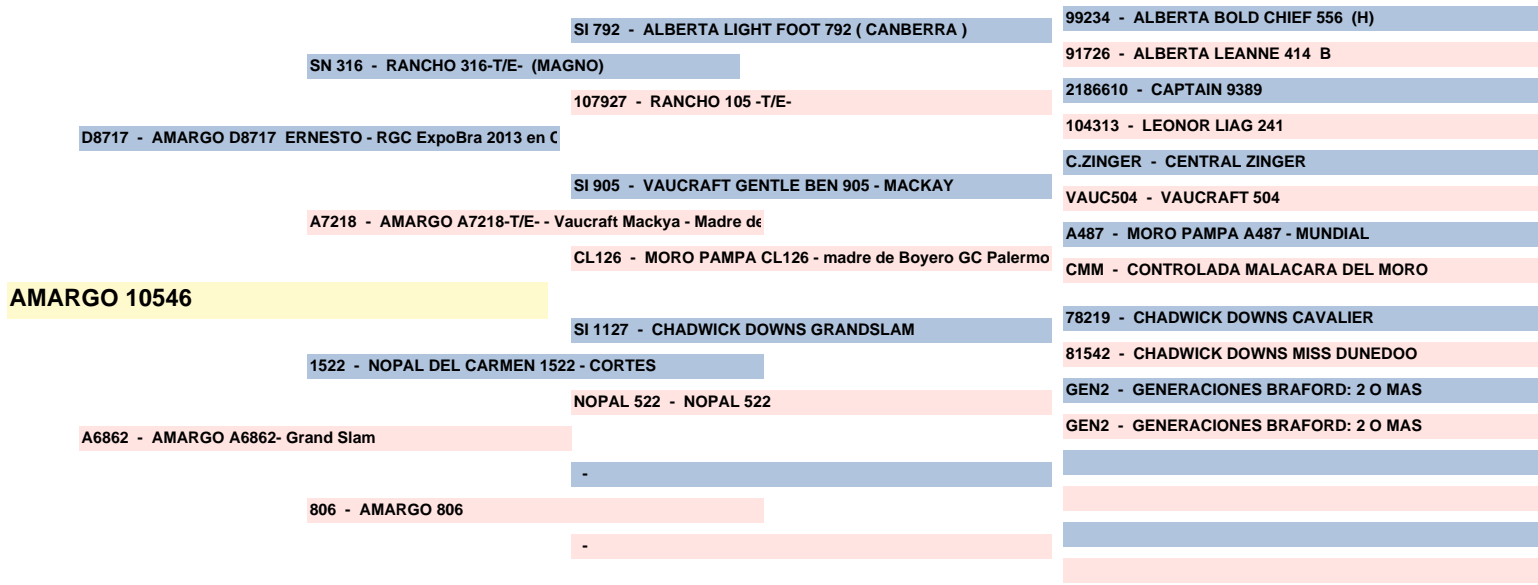 99234 - ALBERTA BOLD CHIEF 556 (H)
SI 792 - ALBERTA LIGHT FOOT 792 ( CANBERRA )
91726 - ALBERTA LEANNE 414 B
SN 316 - RANCHO 316-T/E- (MAGNO)
2186610 - CAPTAIN 9389
107927 - RANCHO 105 -T/E-
104313 - LEONOR LIAG 241
D8717 - AMARGO D8717 ERNESTO - RGC ExpoBra 2013 en C
C.ZINGER - CENTRAL ZINGER
SI 905 - VAUCRAFT GENTLE BEN 905 - MACKAY
VAUC504 - VAUCRAFT 504
A7218 - AMARGO A7218-T/E- - Vaucraft Mackya - Madre de
A487 - MORO PAMPA A487 - MUNDIAL
CL126 - MORO PAMPA CL126 - madre de Boyero GC Palermo
CMM - CONTROLADA MALACARA DEL MORO
AMARGO 10546
78219 - CHADWICK DOWNS CAVALIER
SI 1127 - CHADWICK DOWNS GRANDSLAM
81542 - CHADWICK DOWNS MISS DUNEDOO
1522 - NOPAL DEL CARMEN 1522 - CORTES
GEN2 - GENERACIONES BRAFORD: 2 O MAS
NOPAL 522 - NOPAL 522
GEN2 - GENERACIONES BRAFORD: 2 O MAS
A6862 - AMARGO A6862- Grand Slam
-
806 - AMARGO 806
-